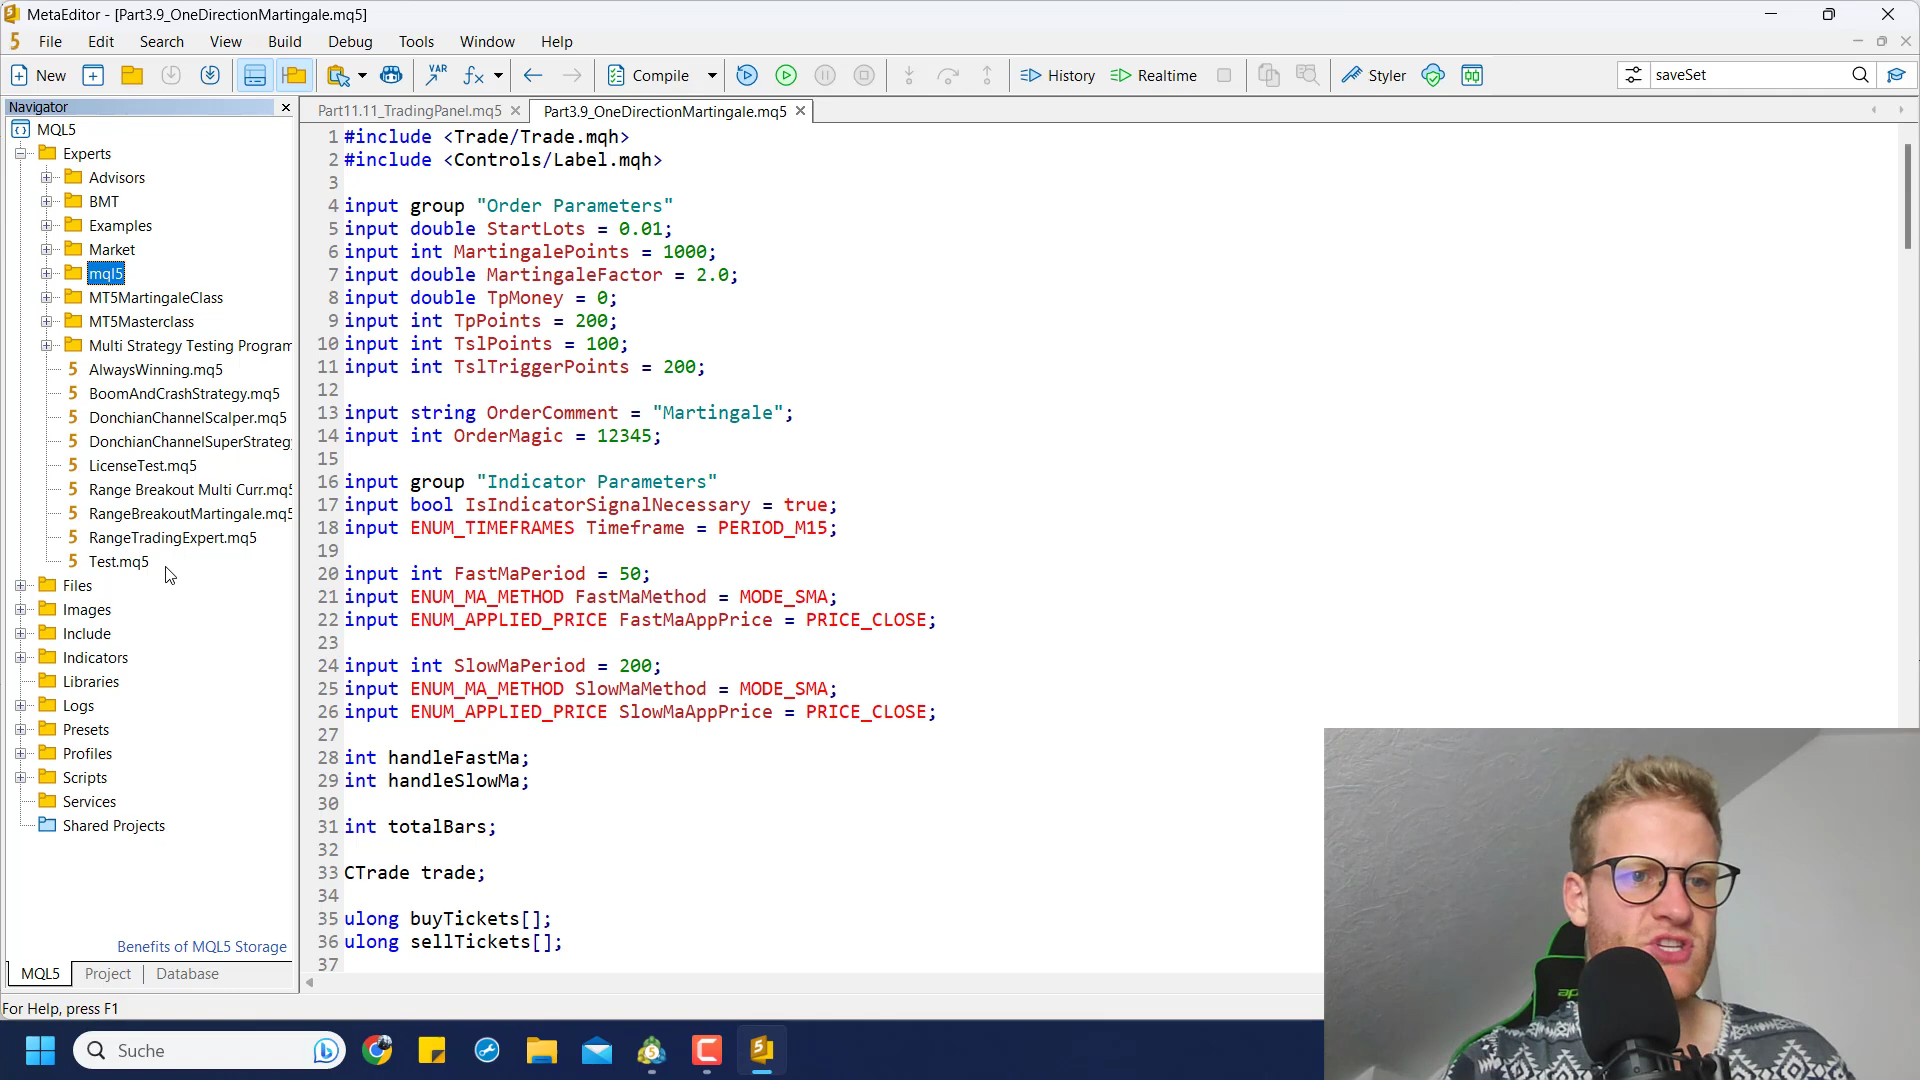 MetaEditor - [Part3.9_OneDirectionMartingale.mq5]
File Edit Search View Build Debug Tools Window Help
New VAR fx Compile History Realtime Styler saveSet
Navigator
Part11.11_TradingPanel.mq5 Part3.9_OneDirectionMartingale.mq5
MQL5
Experts
Advisors
BMT
Examples
Market
mql5
MT5MartingaleClass
MT5Masterclass
Multi Strategy Testing Program
AlwaysWinning.mq5
BoomAndCrashStrategy.mq5
DonchianChannelScalper.mq5
DonchianChannelSuperStrateg
LicenseTest.mq5
Range Breakout Multi Curr.mq5
RangeBreakoutMartingale.mq5
RangeTradingExpert.mq5
Test.mq5
Files
Images
Include
Indicators
Libraries
Logs
Presets
Profiles
Scripts
Services
Shared Projects
Benefits of MQL5 Storage
MQL5 Project Database
1 #include <Trade/Trade.mqh>
2 #include <Controls/Label.mqh>
3
4 input group "Order Parameters"
5 input double StartLots = 0.01;
6 input int MartingalePoints = 1000;
7 input double MartingaleFactor = 2.0;
8 input double TpMoney = 0;
9 input int TpPoints = 200;
10 input int TslPoints = 100;
11 input int TslTriggerPoints = 200;
12
13 input string OrderComment = "Martingale";
14 input int OrderMagic = 12345;
15
16 input group "Indicator Parameters"
17 input bool IsIndicatorSignalNecessary = true;
18 input ENUM_TIMEFRAMES Timeframe = PERIOD_M15;
19
20 input int FastMaPeriod = 50;
21 input ENUM_MA_METHOD FastMaMethod = MODE_SMA;
22 input ENUM_APPLIED_PRICE FastMaAppPrice = PRICE_CLOSE;
23
24 input int SlowMaPeriod = 200;
25 input ENUM_MA_METHOD SlowMaMethod = MODE_SMA;
26 input ENUM_APPLIED_PRICE SlowMaAppPrice = PRICE_CLOSE;
27
28 int handleFastMa;
29 int handleSlowMa;
30
31 int totalBars;
32
33 CTrade trade;
34
35 ulong buyTickets[];
36 ulong sellTickets[];
37
For Help, press F1
Suche